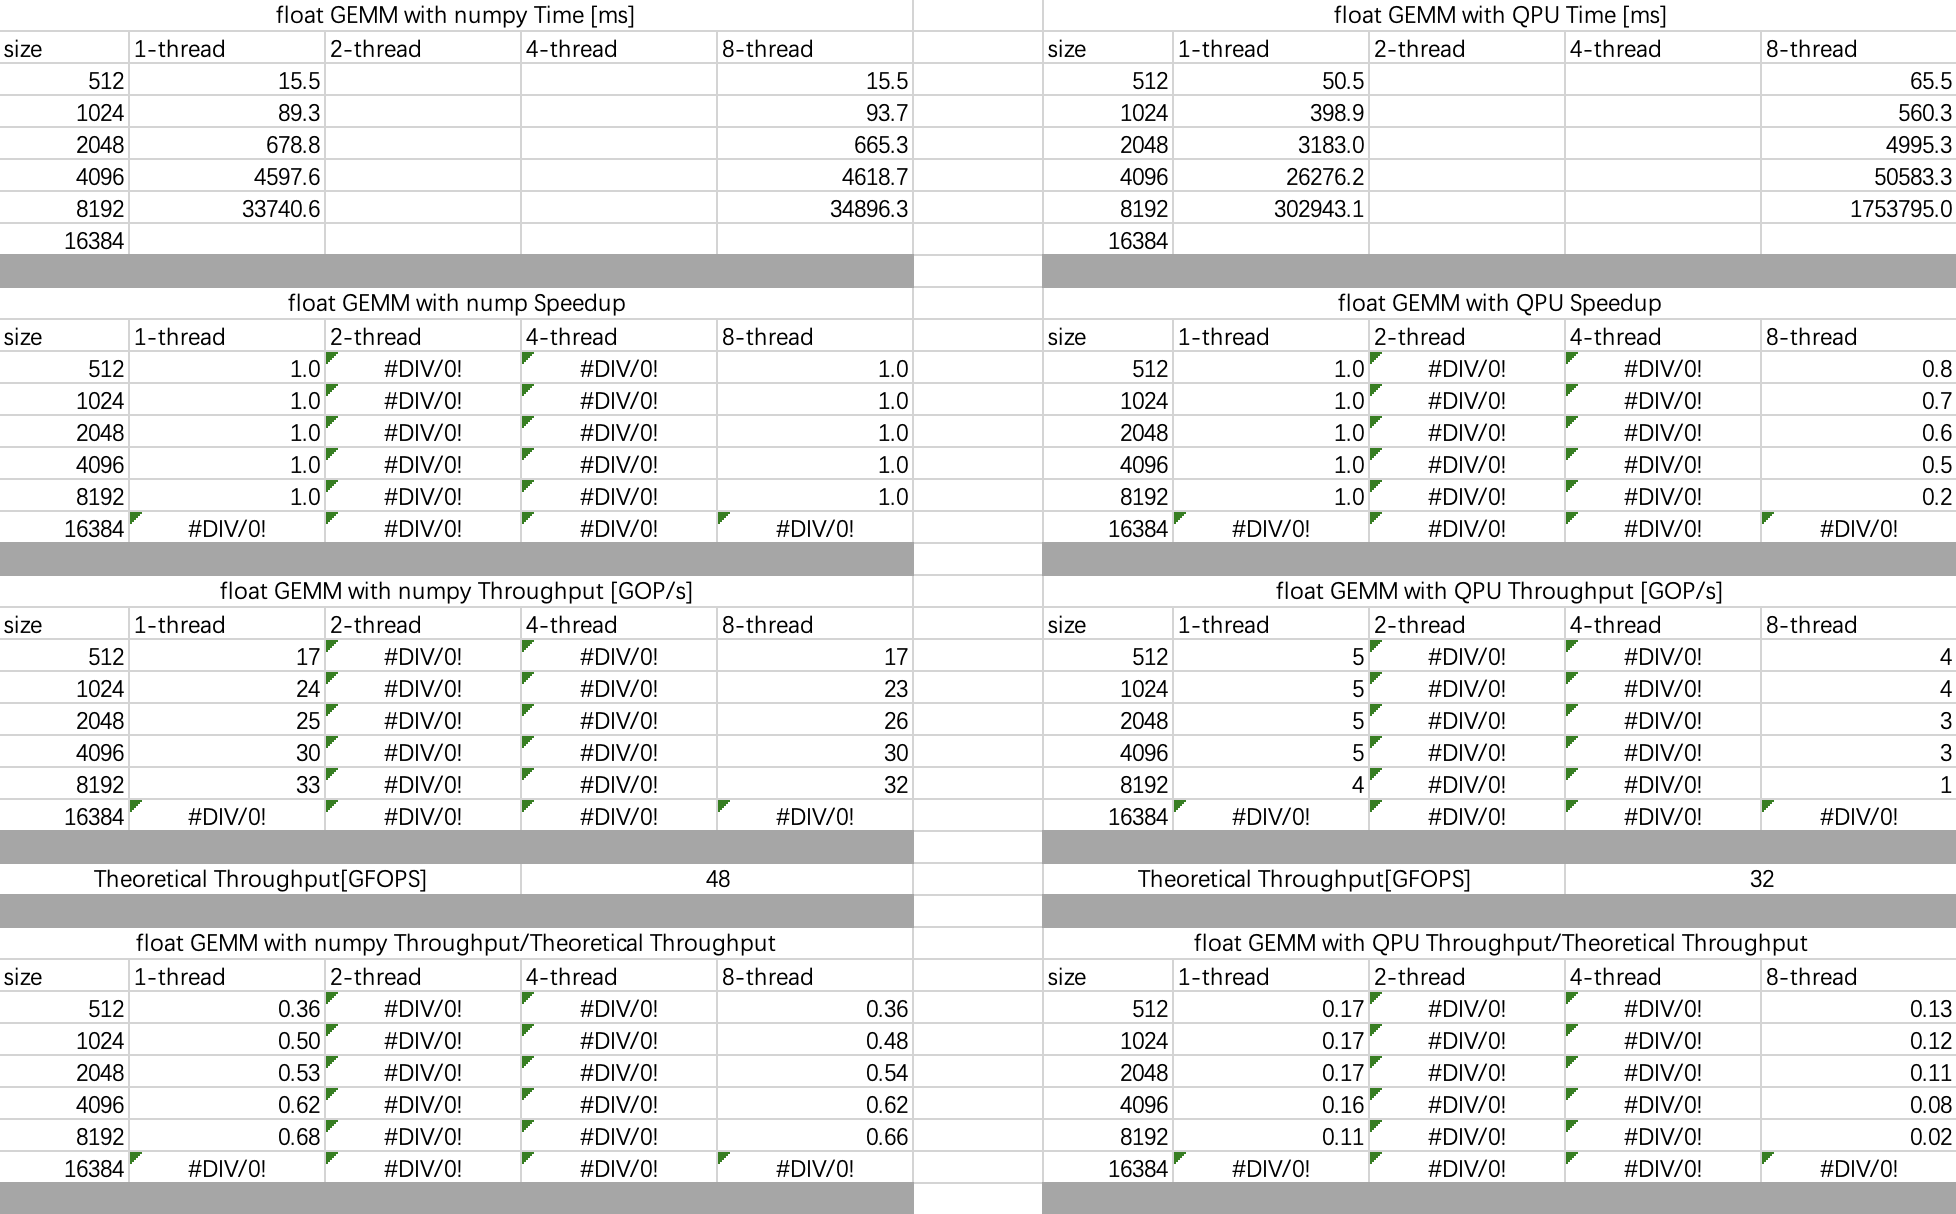 float GEMM with numpy Time [ms] float GEMM with QPU Time [ms]
size 1-thread 2-thread 4-thread 8-thread size 1-thread 2-thread 4-thread 8-thread
512 15.5 15.5 512 50.5 65.5
1024 89.3 93.7 1024 398.9 560.3
2048 678.8 665.3 2048 3183.0 4995.3
4096 4597.6 4618.7 4096 26276.2 50583.3
8192 33740.6 34896.3 8192 302943.1 1753795.0
16384 16384
float GEMM with nump Speedup float GEMM with QPU Speedup
size 1-thread 2-thread 4-thread 8-thread size 1-thread 2-thread 4-thread 8-thread
512 1.0 #DIV/0! #DIV/0! 1.0 512 1.0 #DIV/0! #DIV/0! 0.8
1024 1.0 #DIV/0! #DIV/0! 1.0 1024 1.0 #DIV/0! #DIV/0! 0.7
2048 1.0 #DIV/0! #DIV/0! 1.0 2048 1.0 #DIV/0! #DIV/0! 0.6
4096 1.0 #DIV/0! #DIV/0! 1.0 4096 1.0 #DIV/0! #DIV/0! 0.5
8192 1.0 #DIV/0! #DIV/0! 1.0 8192 1.0 #DIV/0! #DIV/0! 0.2
16384 #DIV/0! #DIV/0! #DIV/0! #DIV/0! 16384 #DIV/0! #DIV/0! #DIV/0! #DIV/0!
float GEMM with numpy Throughput [GOP/s] float GEMM with QPU Throughput [GOP/s]
size 1-thread 2-thread 4-thread 8-thread size 1-thread 2-thread 4-thread 8-thread
512 17 #DIV/0! #DIV/0! 17 512 5 #DIV/0! #DIV/0! 4
1024 24 #DIV/0! #DIV/0! 23 1024 5 #DIV/0! #DIV/0! 4
2048 25 #DIV/0! #DIV/0! 26 2048 5 #DIV/0! #DIV/0! 3
4096 30 #DIV/0! #DIV/0! 30 4096 5 #DIV/0! #DIV/0! 3
8192 33 #DIV/0! #DIV/0! 32 8192 4 #DIV/0! #DIV/0! 1
16384 #DIV/0! #DIV/0! #DIV/0! #DIV/0! 16384 #DIV/0! #DIV/0! #DIV/0! #DIV/0!
Theoretical Throughput[GFOPS] 48 Theoretical Throughput[GFOPS] 32
float GEMM with numpy Throughput/Theoretical Throughput float GEMM with QPU Throughput/Theoretical Throughput
size 1-thread 2-thread 4-thread 8-thread size 1-thread 2-thread 4-thread 8-thread
512 0.36 #DIV/0! #DIV/0! 0.36 512 0.17 #DIV/0! #DIV/0! 0.13
1024 0.50 #DIV/0! #DIV/0! 0.48 1024 0.17 #DIV/0! #DIV/0! 0.12
2048 0.53 #DIV/0! #DIV/0! 0.54 2048 0.17 #DIV/0! #DIV/0! 0.11
4096 0.62 #DIV/0! #DIV/0! 0.62 4096 0.16 #DIV/0! #DIV/0! 0.08
8192 0.68 #DIV/0! #DIV/0! 0.66 8192 0.11 #DIV/0! #DIV/0! 0.02
16384 #DIV/0! #DIV/0! #DIV/0! #DIV/0! 16384 #DIV/0! #DIV/0! #DIV/0! #DIV/0!